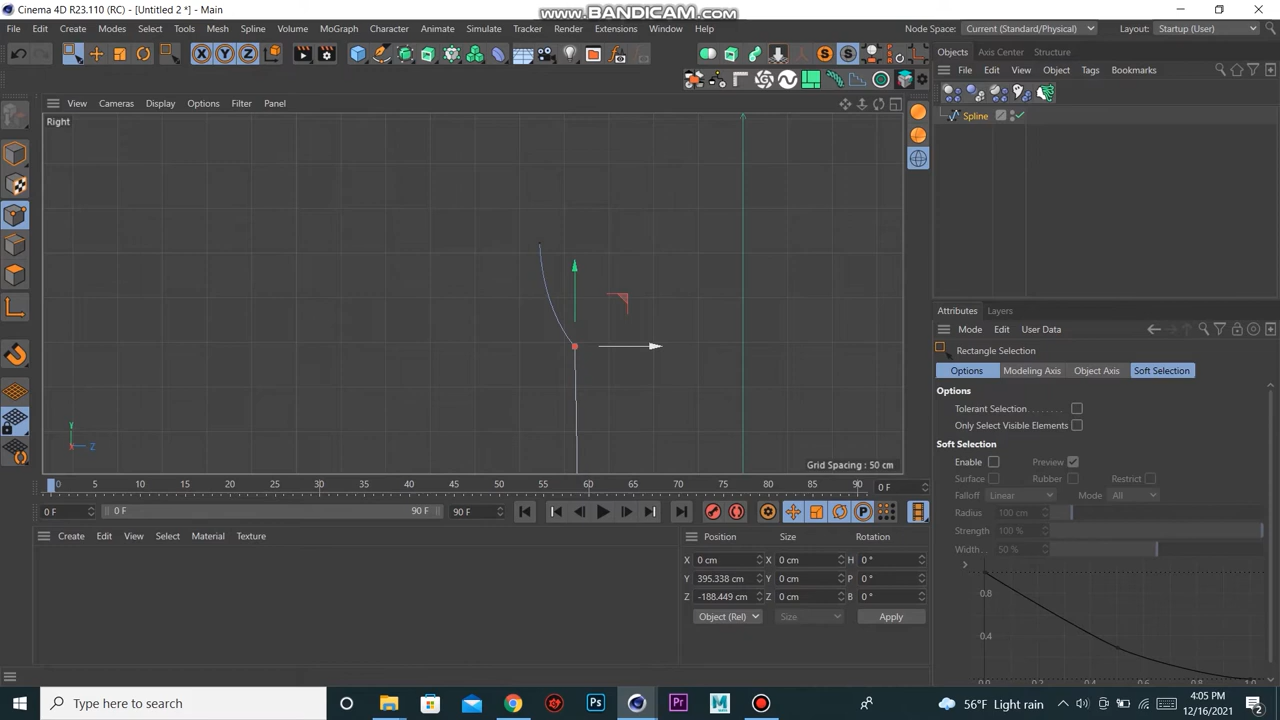 Cinema 4D R23.110 (RC) - [Untitled 2 *] - Main
www.BANDICAM.com
File Edit Create Modes Select Tools Mesh Spline Volume MoGraph Character Animate Simulate Tracker Render Extensions Window Help
Node Space: Current (Standard/Physical) Layout: Startup (User)
X Y Z
Objects Axis Center Structure
File Edit View Object Tags Bookmarks
View Cameras Display Options Filter Panel
Right
Spline
Y
X Z
Grid Spacing : 50 cm
Attributes Layers
Mode Edit User Data
Rectangle Selection
Options Modeling Axis Object Axis Soft Selection
Options
Tolerant Selection
Only Select Visible Elements
Soft Selection
Enable Preview
Surface Rubber Restrict
Falloff Linear Mode All
Radius 100 cm
Strength 100 %
Width 50 %
0.8
0.4
0 5 10 15 20 25 30 35 40 45 50 55 60 65 70 75 80 85 90 0 F
0 F 0 F 90 F 90 F
Create Edit View Select Material Texture
Position Size Rotation
X 0 cm X 0 cm H 0 °
Y 395.338 cm Y 0 cm P 0 °
Z -188.449 cm Z 0 cm B 0 °
Object (Rel) Size Apply
Type here to search
Ps
Pr
M
56°F Light rain
4:05 PM
12/16/2021
2